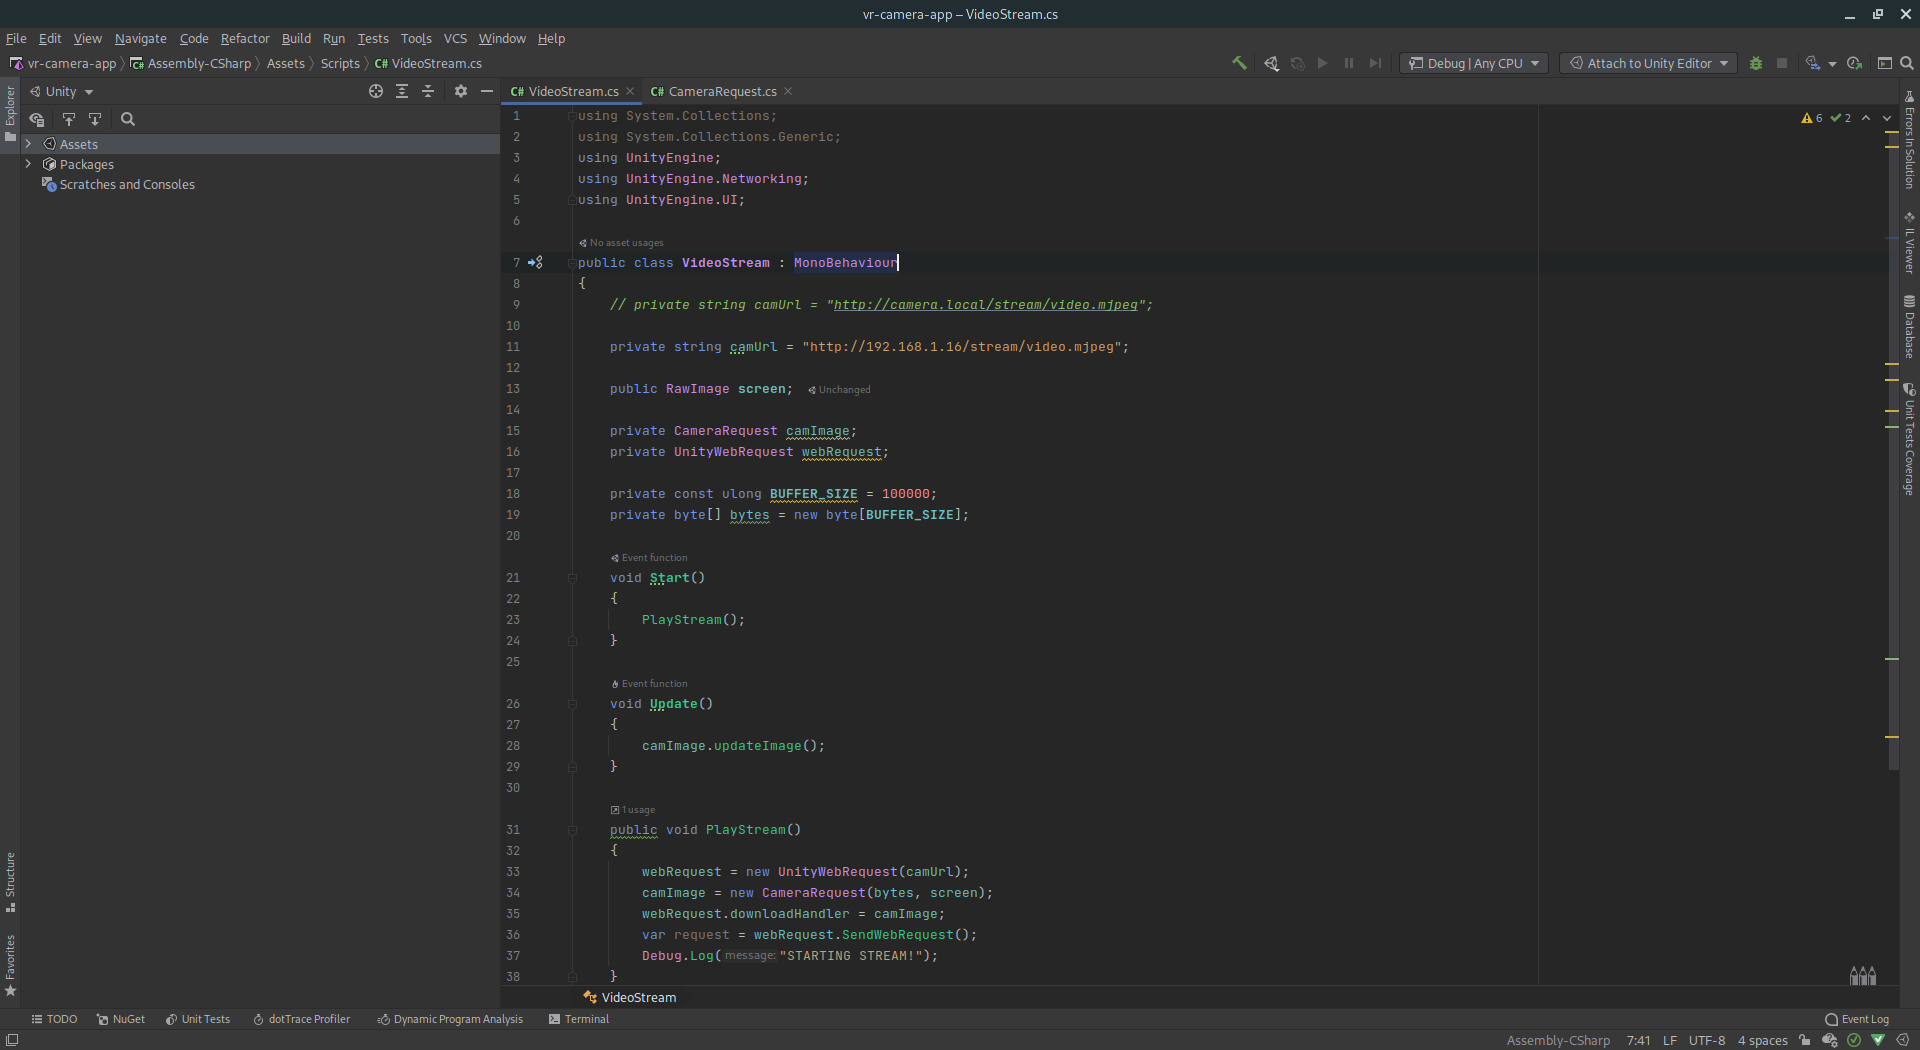 vr-camera-app – VideoStream.cs
File Edit View Navigate Code Refactor Build Run Tests Tools VCS Window Help
vr-camera-app Assembly-CSharp Assets Scripts C# VideoStream.cs
Debug | Any CPU
Attach to Unity Editor
Explorer
Unity
Assets
Packages
Scratches and Consoles
Structure
Favorites
C# VideoStream.cs
C# CameraRequest.cs
6 2
1 using System.Collections;
2 using System.Collections.Generic;
3 using UnityEngine;
4 using UnityEngine.Networking;
5 using UnityEngine.UI;
6
No asset usages
7 public class VideoStream : MonoBehaviour
8 {
9 // private string camUrl = "http://camera.local/stream/video.mjpeg";
10
11 private string camUrl = "http://192.168.1.16/stream/video.mjpeg";
12
13 public RawImage screen; Unchanged
14
15 private CameraRequest camImage;
16 private UnityWebRequest webRequest;
17
18 private const ulong BUFFER_SIZE = 100000;
19 private byte[] bytes = new byte[BUFFER_SIZE];
20
Event function
21 void Start()
22 {
23 PlayStream();
24 }
25
Event function
26 void Update()
27 {
28 camImage.updateImage();
29 }
30
1 usage
31 public void PlayStream()
32 {
33 webRequest = new UnityWebRequest(camUrl);
34 camImage = new CameraRequest(bytes, screen);
35 webRequest.downloadHandler = camImage;
36 var request = webRequest.SendWebRequest();
37 Debug.Log( message: "STARTING STREAM!");
38 }
VideoStream
Errors In Solution
IL Viewer
Database
Unit Tests Coverage
TODO NuGet Unit Tests dotTrace Profiler Dynamic Program Analysis Terminal Event Log
Assembly-CSharp 7:41 LF UTF-8 4 spaces